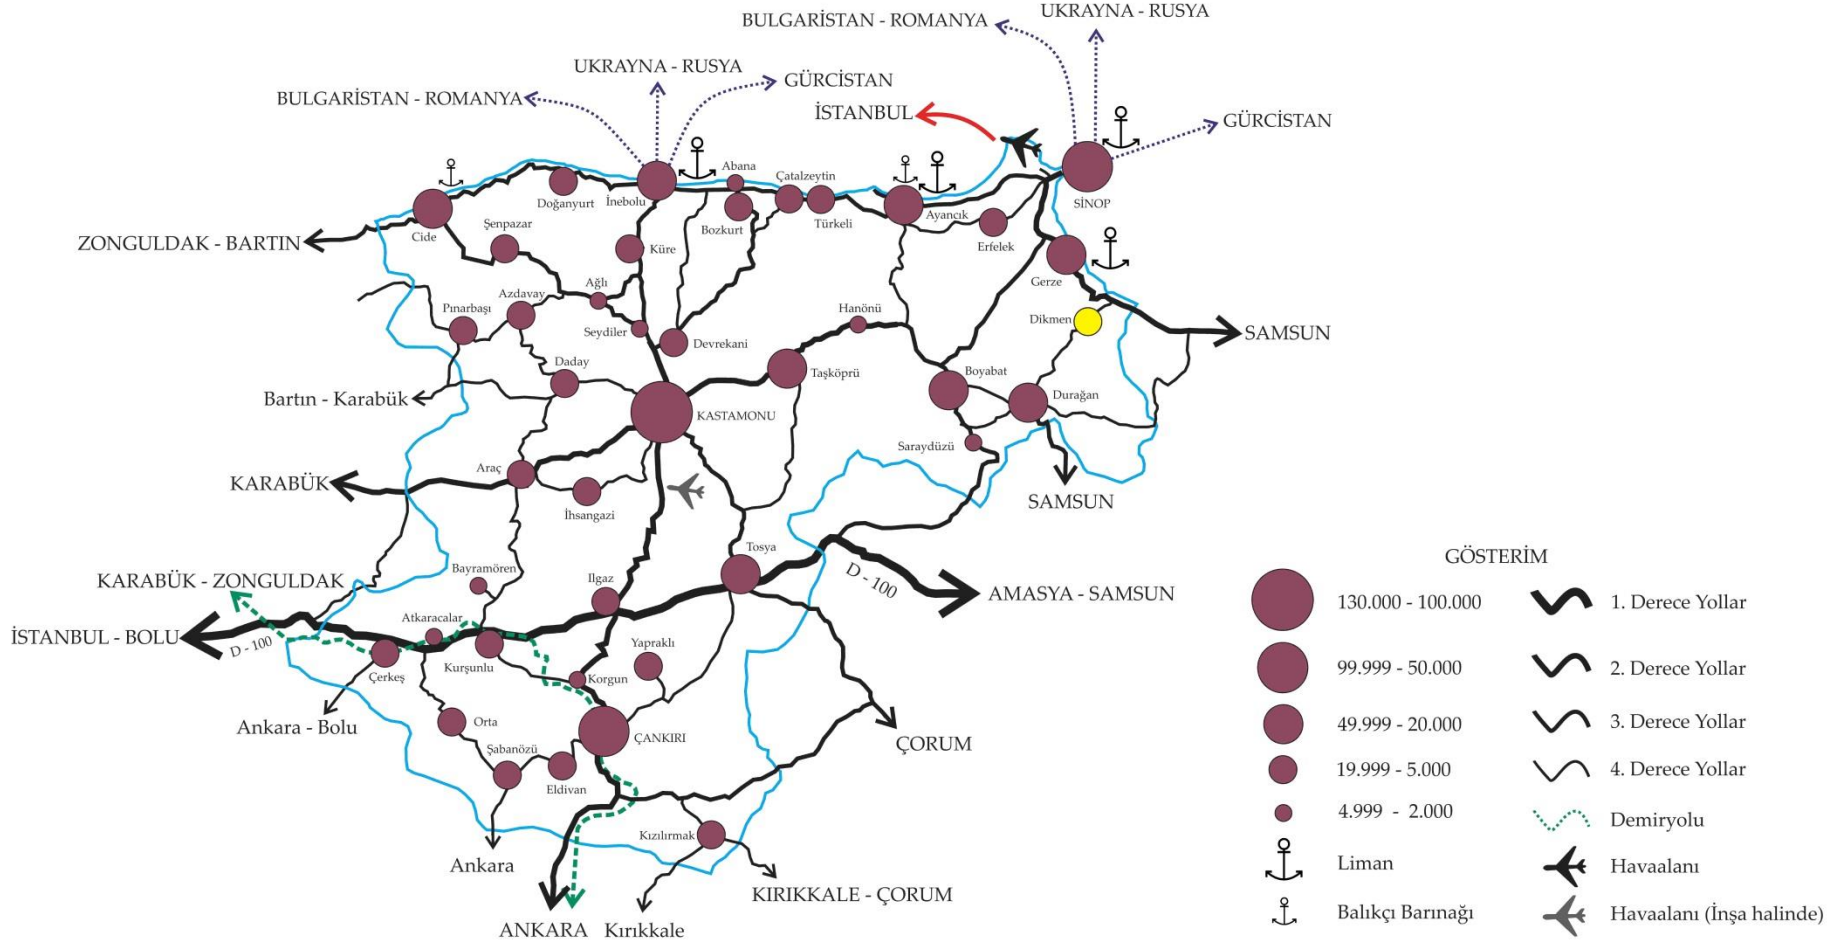 BULGARİSTAN - ROMANYA
UKRAYNA - RUSYA
GÜRCİSTAN
BULGARİSTAN - ROMANYA
UKRAYNA - RUSYA
GÜRCİSTAN
İSTANBUL
ZONGULDAK - BARTIN
Cide
Doğanyurt
İnebolu
Abana
Bozkurt
Çatalzeytin
Türkeli
Ayancık
Erfelek
SİNOP
Şenpazar
Küre
Gerze
Ağlı
Azdavay
Pınarbaşı
Seydiler
Devrekani
Hanönü
Dikmen
SAMSUN
Daday
Taşköprü
Boyabat
Durağan
Bartın - Karabük
KASTAMONU
Saraydüzü
KARABÜK
Araç
İhsangazi
SAMSUN
Tosya
KARABÜK - ZONGULDAK
Bayramören
Ilgaz
D - 100
AMASYA - SAMSUN
İSTANBUL - BOLU
D - 100
Atkaracalar
Kurşunlu
Yapraklı
Çerkeş
Korgun
Ankara - Bolu
Orta
ÇANKIRI
ÇORUM
Şabanözü
Eldivan
Kızılırmak
Ankara
KIRIKKALE - ÇORUM
ANKARA
Kırıkkale
GÖSTERİM
130.000 - 100.000
1. Derece Yollar
99.999 - 50.000
2. Derece Yollar
49.999 - 20.000
3. Derece Yollar
19.999 - 5.000
4. Derece Yollar
4.999 - 2.000
Demiryolu
Liman
Havaalanı
Balıkçı Barınağı
Havaalanı (İnşa halinde)